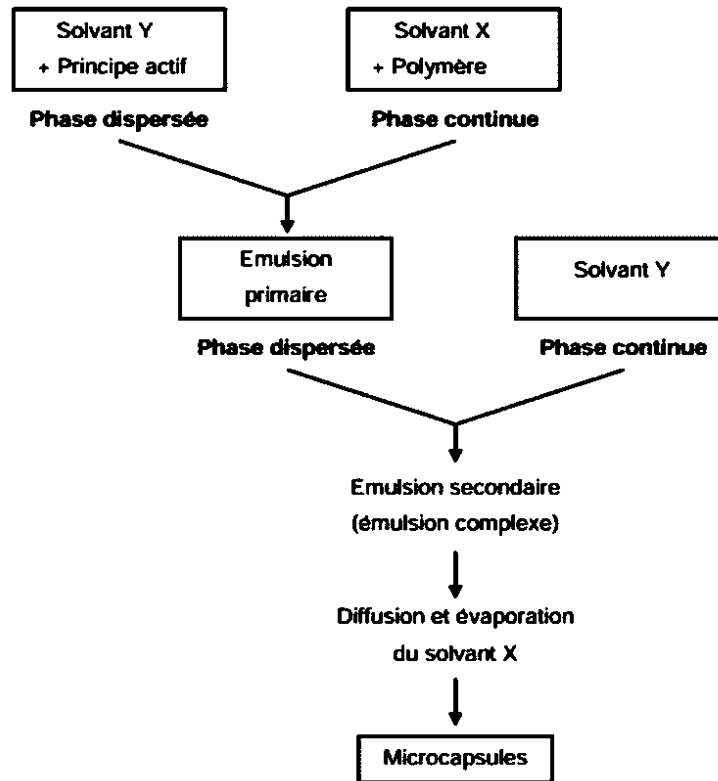 Solvant Y
+ Principe actif
Solvant X
+ Polymère
Phase dispersée
Phase continue
Emulsion
primaire
Solvant Y
Phase dispersée
Phase continue
Emulsion secondaire
(émulsion complexe)
Diffusion et évaporation
du solvant X
Microcapsules